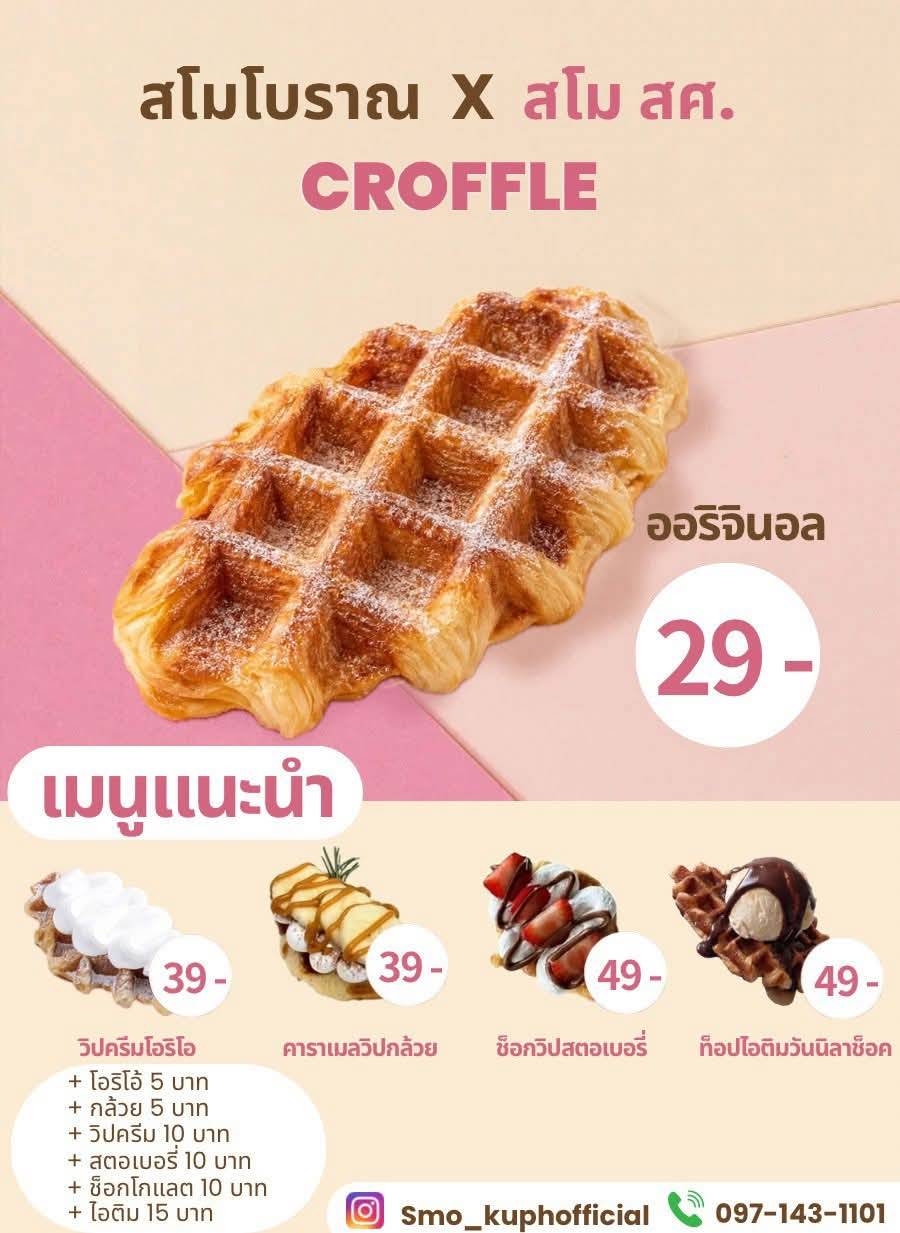 สโมโบราณ X สโม สศ.
CROFFLE
ออริจินอล
29 -
เมนูแนะนำ
39 - 39 - 49 - 49 -
วิปครีมโอริโอ คาราเมลวิปกล้วย ช็อกวิปสตอเบอรี่ ท็อปไอติมวันนิลาช็อค
+ โอริโอ้ 5 บาท
+ กล้วย 5 บาท
+ วิปครีม 10 บาท
+ สตอเบอรี่ 10 บาท
+ ช็อกโกแลต 10 บาท
+ ไอติม 15 บาท
Smo_kuphofficial 097-143-1101